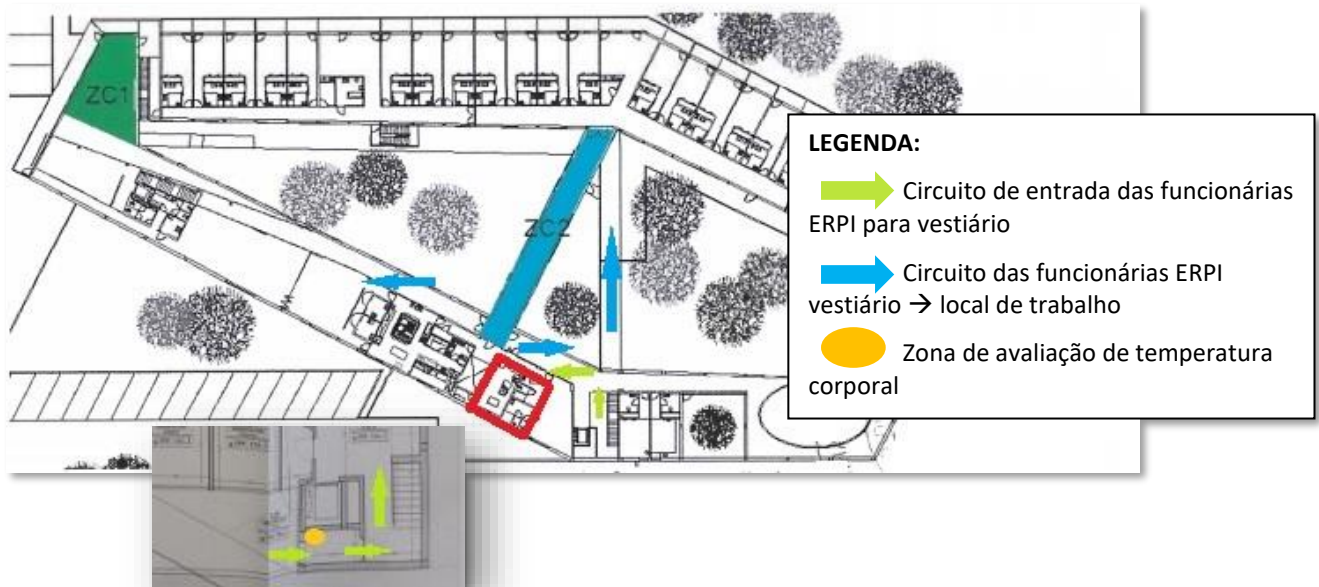 ZC1
ZC2
LEGENDA:
Circuito de entrada das funcionárias
ERPI para vestiário
Circuito das funcionárias ERPI
vestiário → local de trabalho
Zona de avaliação de temperatura
corporal